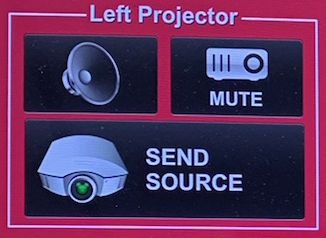 Left Projector
MUTE
SEND
SOURCE